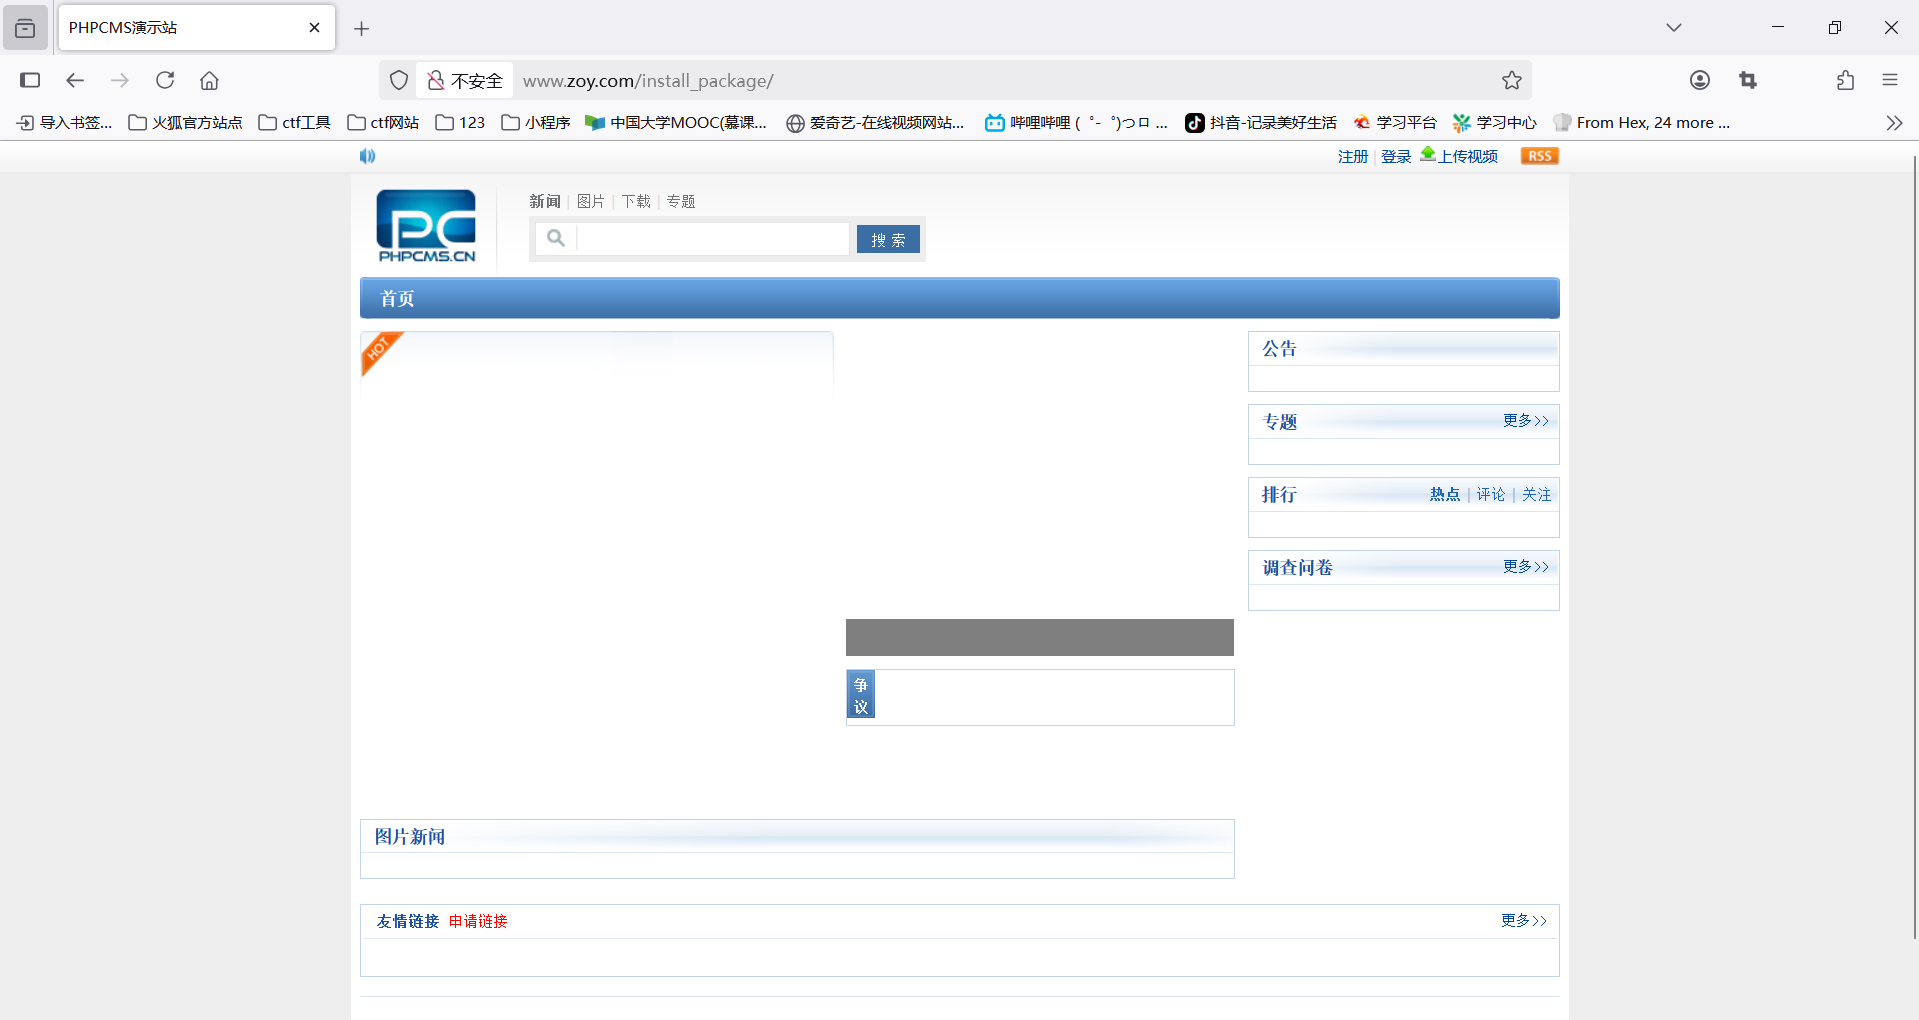 PHPCMS演示站
不安全 www.zoy.com/install_package/
导入书签... 火狐官方站点 ctf工具 ctf网站 123 小程序 中国大学MOOC(慕课... 爱奇艺-在线视频网站... 哔哩哔哩 (゜-゜)つロ ... 抖音-记录美好生活 学习平台 学习中心 From Hex, 24 more ...
注册 | 登录 上传视频 RSS
PC
PHPCMS.CN
新闻 | 图片 | 下载 | 专题
搜 索
首页
HOT
公告
专题 更多>>
排行 热点 | 评论 | 关注
调查问卷 更多>>
争
议
图片新闻
友情链接 申请链接 更多>>